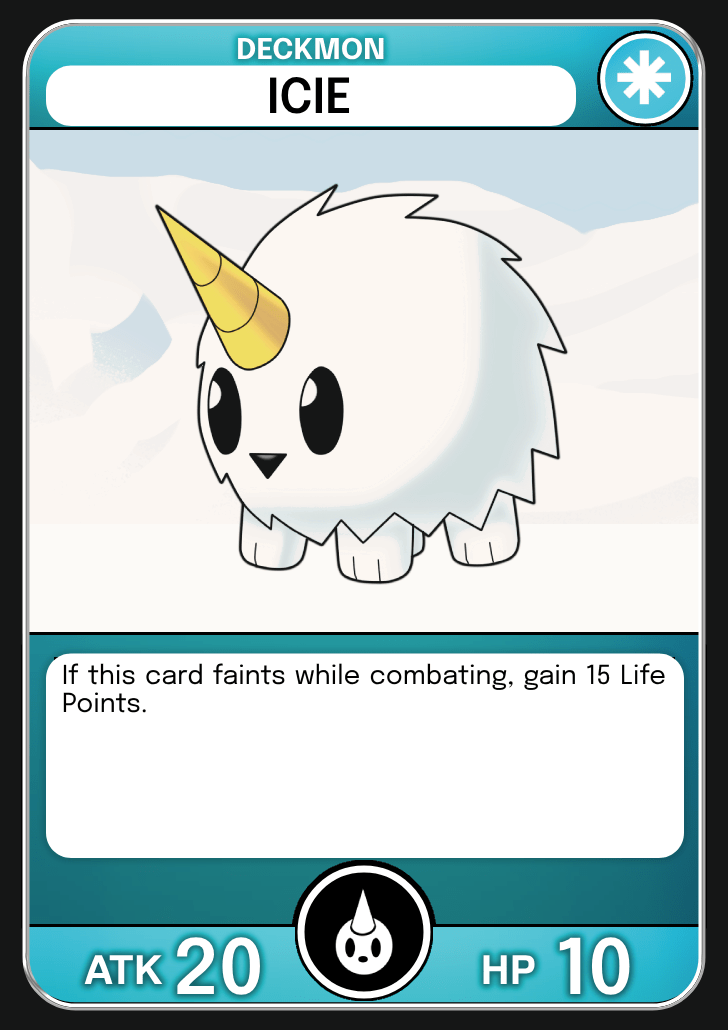 DECKMON
ICIE
If this card faints while combating, gain 15 Life
Points.
ATK 20
HP 10